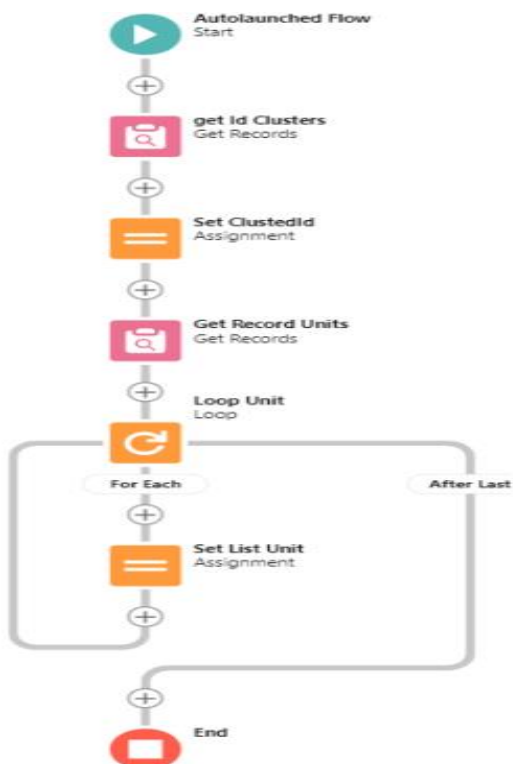 Autolaunched Flow
Start
get Id Clusters
Get Records
Set ClustedId
Assignment
Get Record Units
Get Records
Loop Unit
Loop
For Each
After Last
Set List Unit
Assignment
End